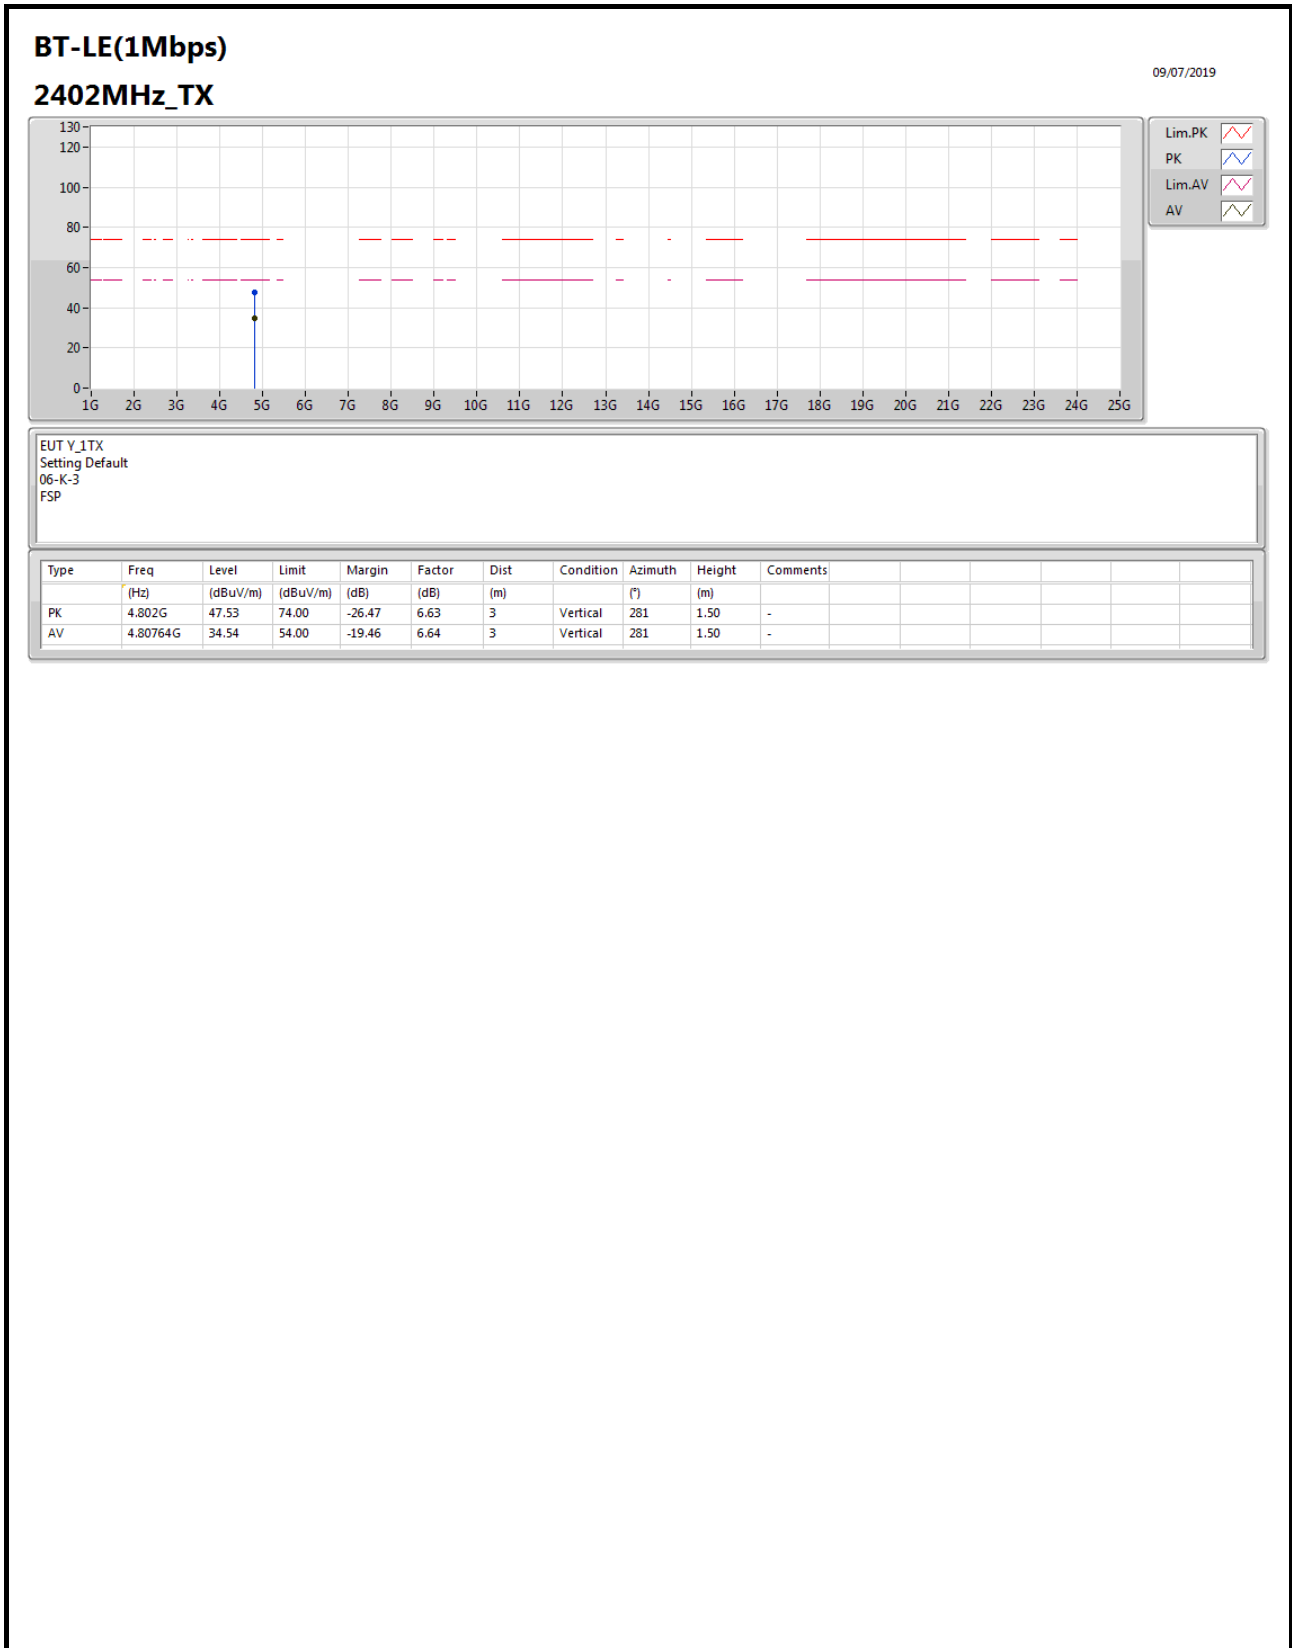 BT-LE(1Mbps)
09/07/2019
2402MHz_TX
130
120
100
80
60
40
20
0
1G 2G 3G 4G 5G 6G 7G 8G 9G 10G 11G 12G 13G 14G 15G 16G 17G 18G 19G 20G 21G 22G 23G 24G 25G
Lim.PK
PK
Lim.AV
AV
EUT Y_1TX
Setting Default
06-K-3
FSP
Type Freq Level Limit Margin Factor Dist Condition Azimuth Height Comments
(Hz) (dBuV/m) (dBuV/m) (dB) (dB) (m) (°) (m)
PK 4.802G 47.53 74.00 -26.47 6.63 3 Vertical 281 1.50 -
AV 4.80764G 34.54 54.00 -19.46 6.64 3 Vertical 281 1.50 -